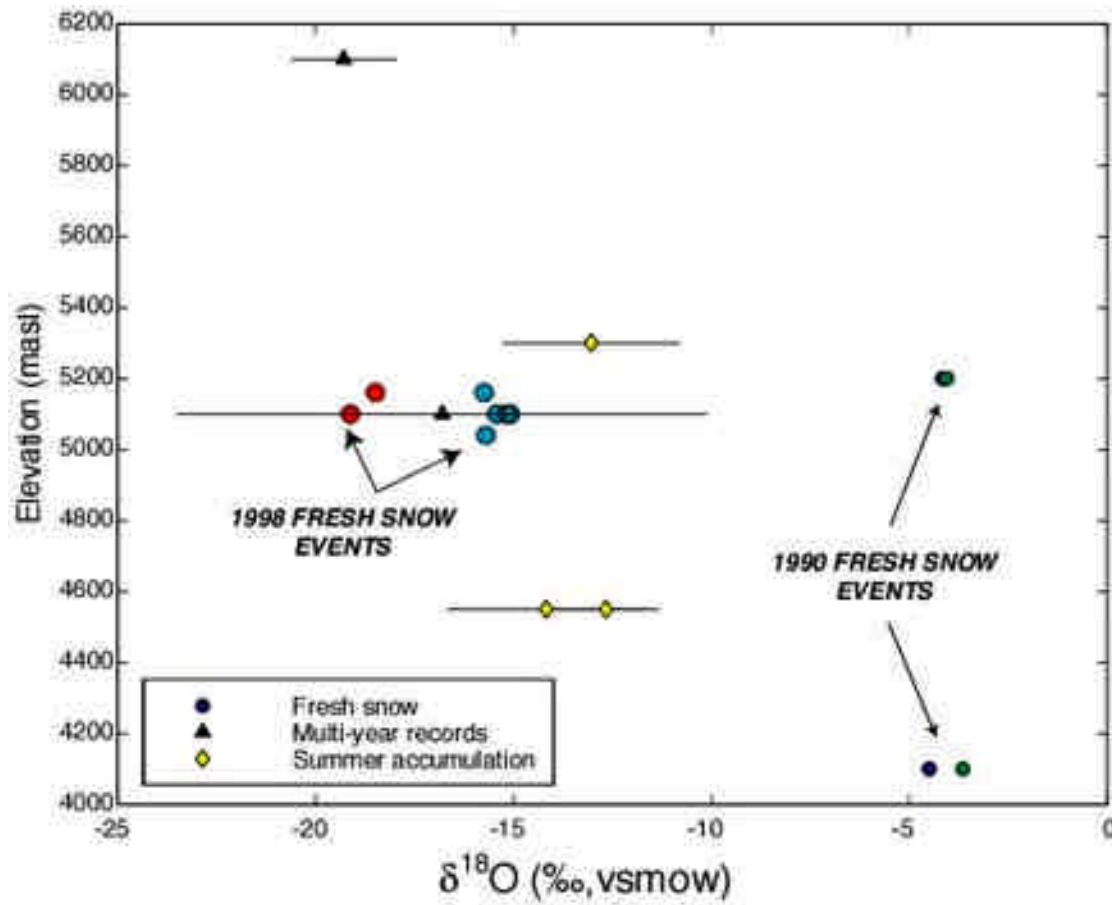 6200
6000
5800
5600
5400
5200
5000
4800
4600
4400
4200
4000
Elevation (masl)
1998 FRESH SNOW
EVENTS
1990 FRESH SNOW
EVENTS
Fresh snow
Multi-year records
Summer accumulation
-25 -20 -15 -10 -5 0
δ¹⁸O (‰,vsmow)